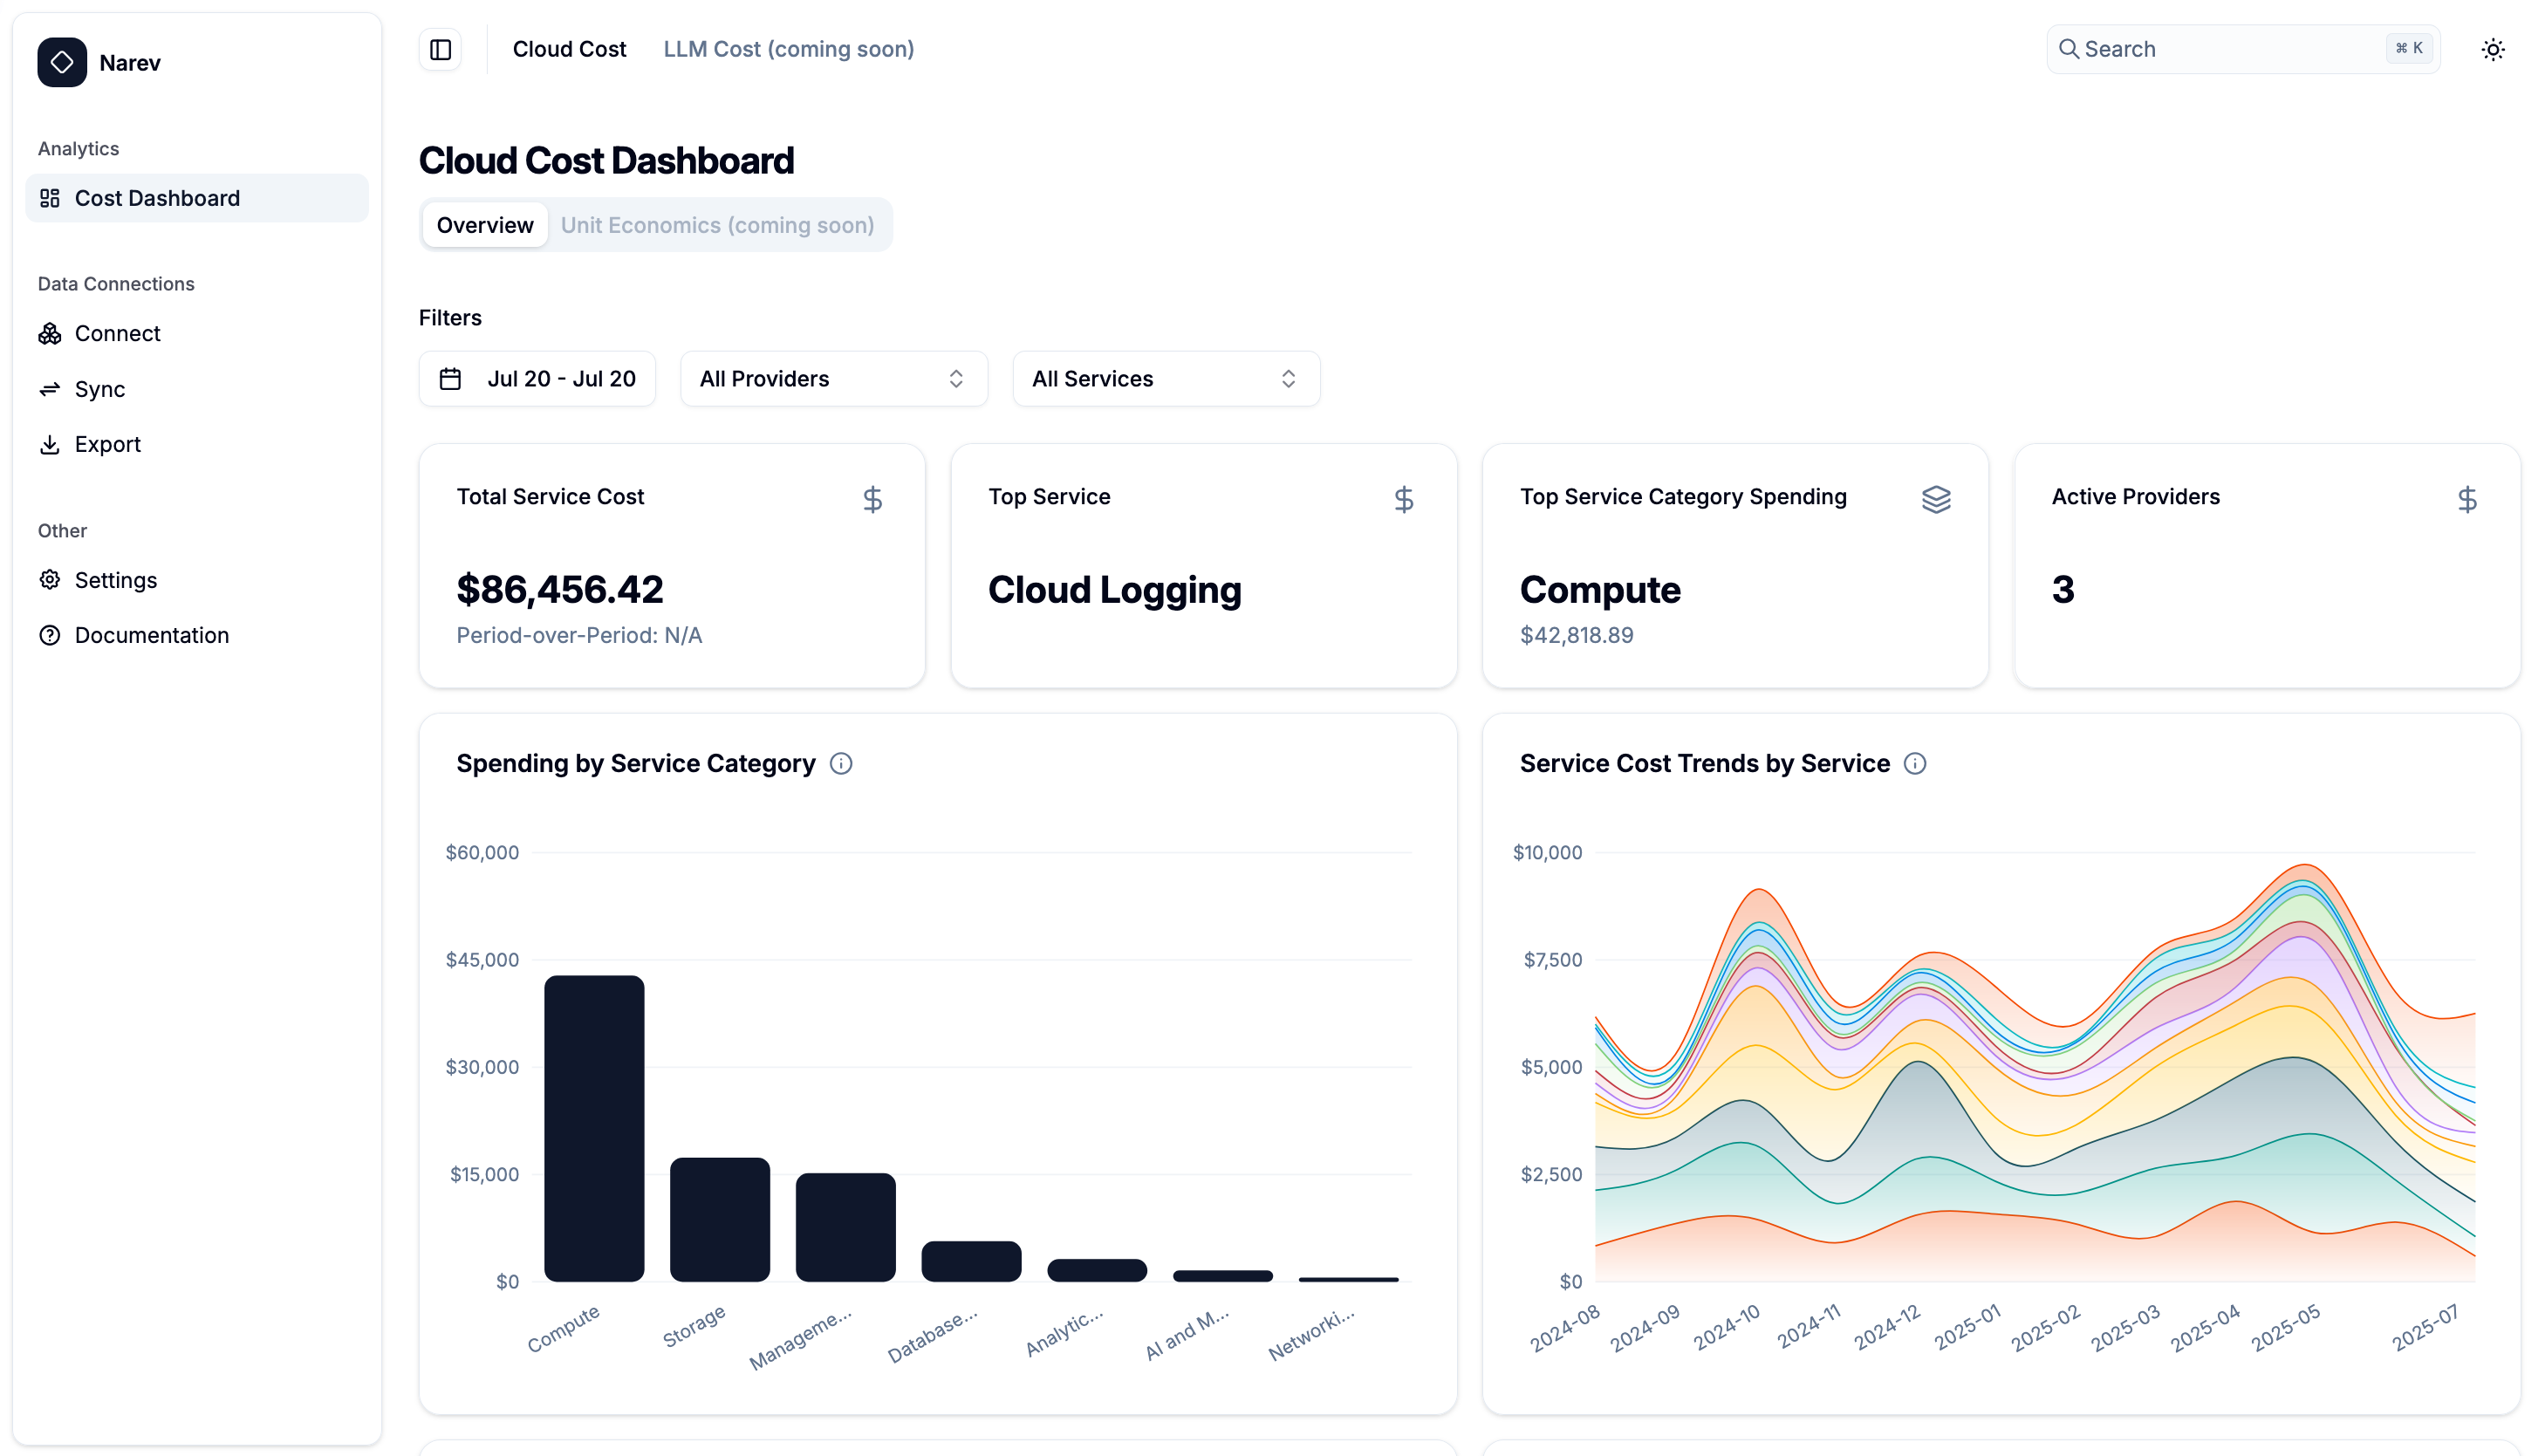 Narev
Analytics
Cost Dashboard
Data Connections
Connect
Sync
Export
Other
Settings
Documentation
Cloud Cost
LLM Cost (coming soon)
Search
⌘ K
Cloud Cost Dashboard
Overview
Unit Economics (coming soon)
Filters
Jul 20 - Jul 20
All Providers
All Services
Total Service Cost
$86,456.42
Period-over-Period: N/A
Top Service
Cloud Logging
Top Service Category Spending
Compute
$42,818.89
Active Providers
3
Spending by Service Category
$60,000
$45,000
$30,000
$15,000
$0
Compute
Storage
Manageme...
Database...
Analytic...
AI and M...
Networki...
Service Cost Trends by Service
$10,000
$7,500
$5,000
$2,500
$0
2024-08
2024-09
2024-10
2024-11
2024-12
2025-01
2025-02
2025-03
2025-04
2025-05
2025-07